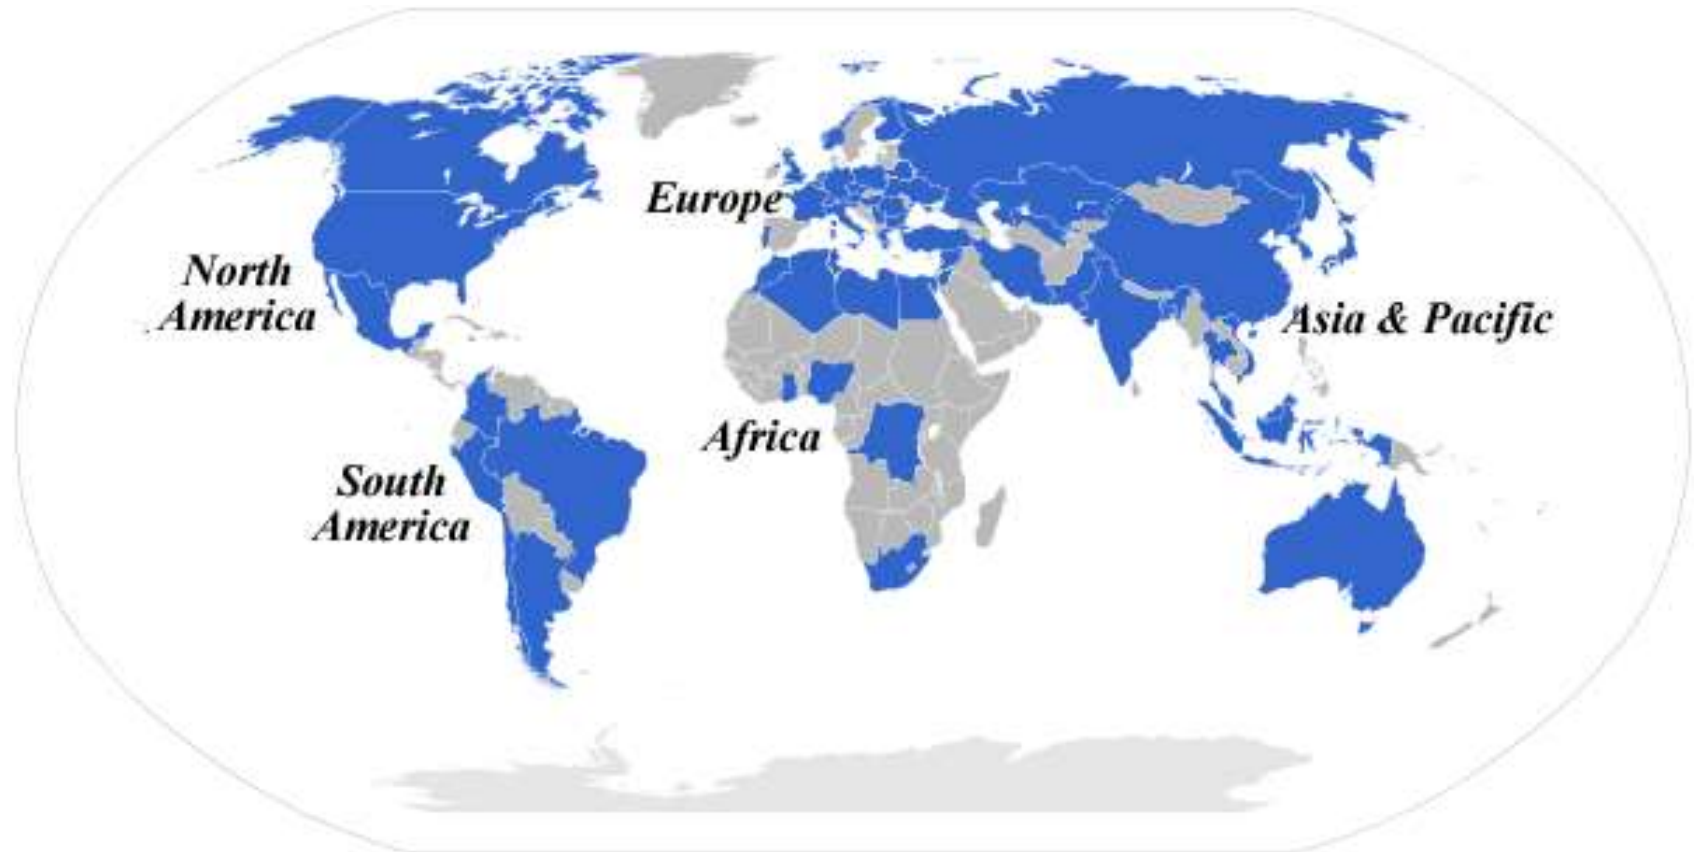 Europe
North
America
Asia & Pacific
Africa
South
America